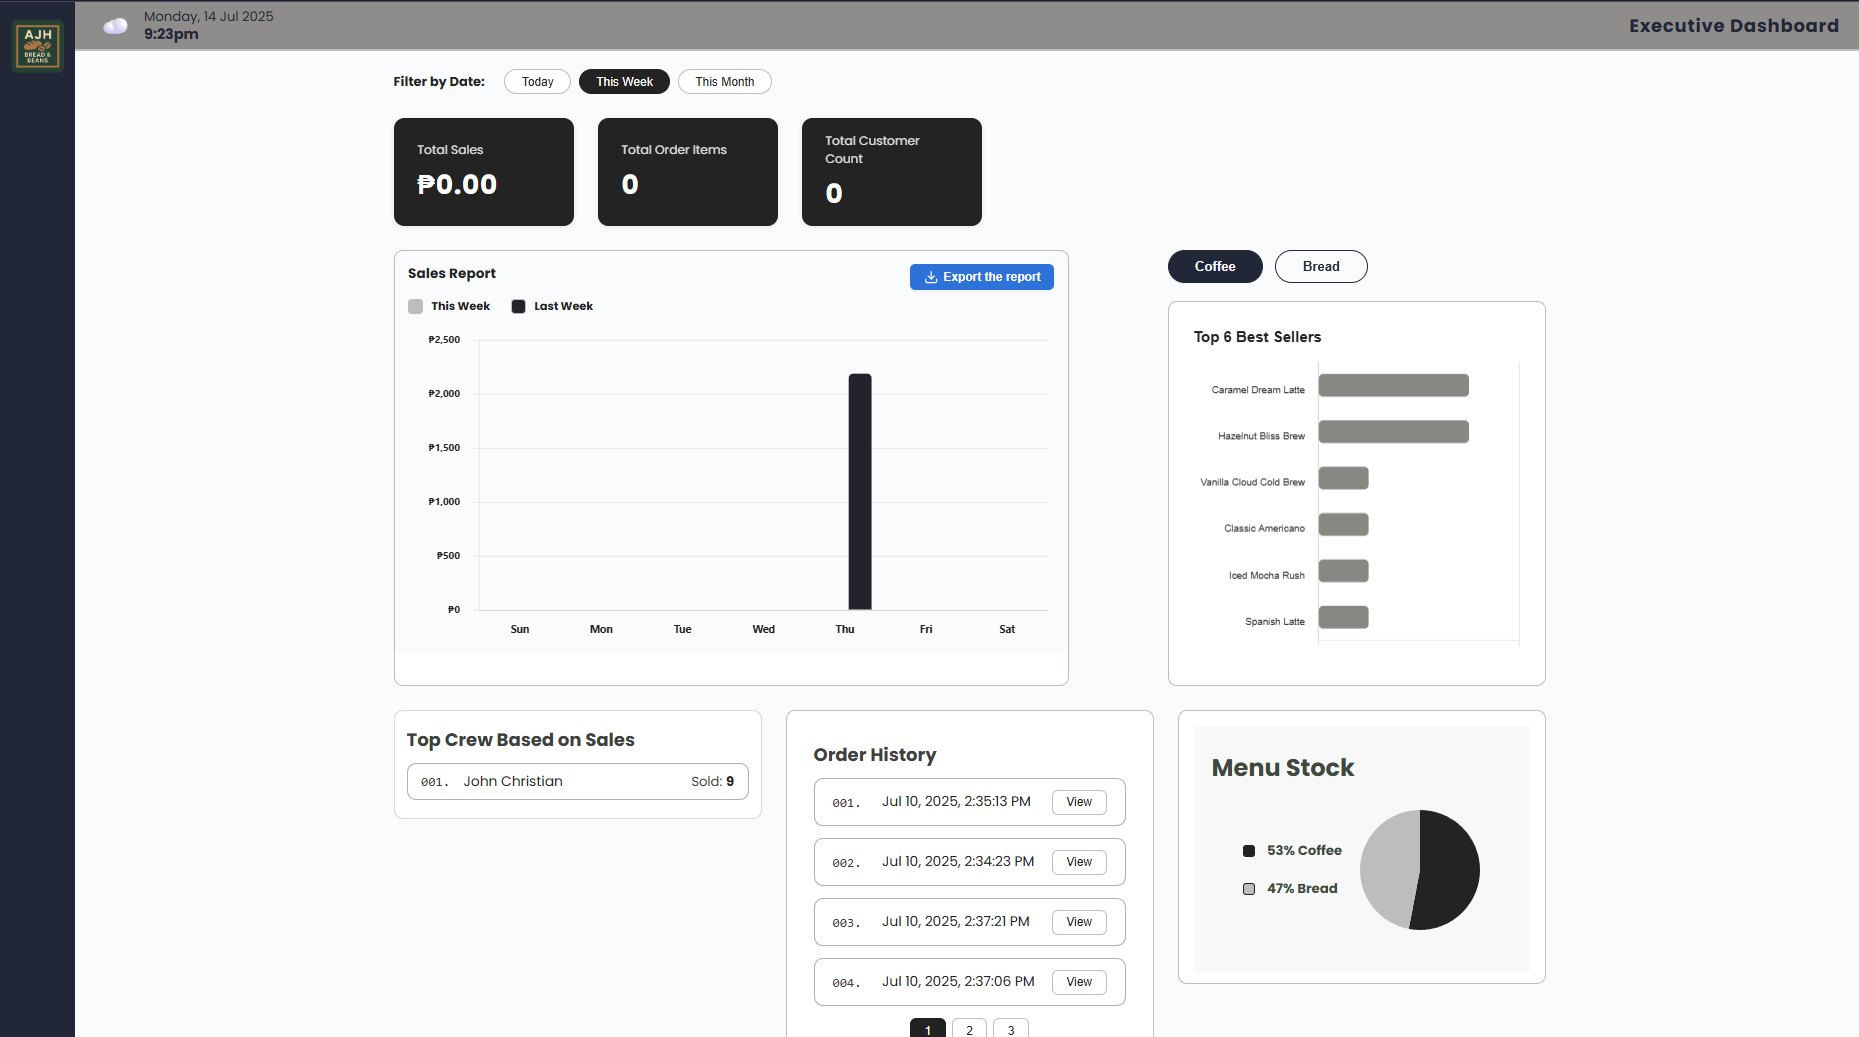 AJH
BREAD &
BEANS
Monday, 14 Jul 2025
9:23pm
Executive Dashboard
Filter by Date:
Today
This Week
This Month
Total Sales
₱0.00
Total Order Items
0
Total Customer
Count
0
Sales Report
Export the report
This Week
Last Week
₱2,500
₱2,000
₱1,500
₱1,000
₱500
₱0
Sun Mon Tue Wed Thu Fri Sat
Coffee
Bread
Top 6 Best Sellers
Caramel Dream Latte
Hazelnut Bliss Brew
Vanilla Cloud Cold Brew
Classic Americano
Iced Mocha Rush
Spanish Latte
Top Crew Based on Sales
001. John Christian Sold: 9
Order History
001. Jul 10, 2025, 2:35:13 PM View
002. Jul 10, 2025, 2:34:23 PM View
003. Jul 10, 2025, 2:37:21 PM View
004. Jul 10, 2025, 2:37:06 PM View
1 2 3
Menu Stock
53% Coffee
47% Bread